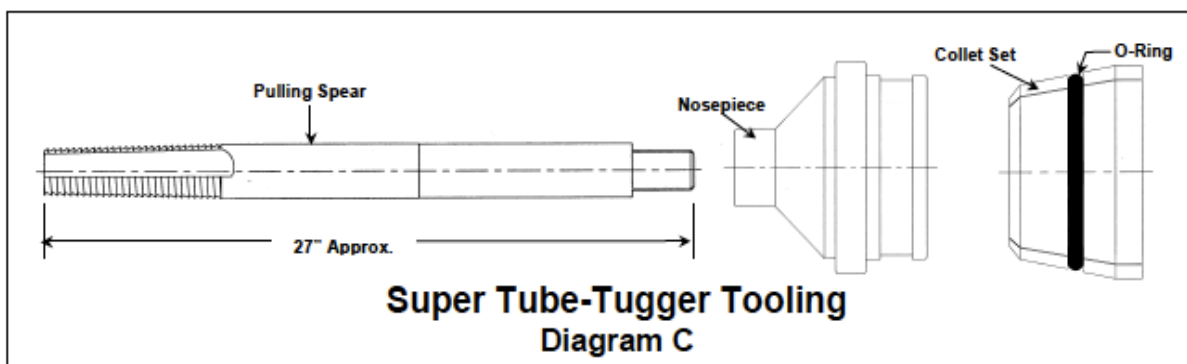 Collet Set
O-Ring
Pulling Spear
Nosepiece
27" Approx.
Super Tube-Tugger Tooling
Diagram C